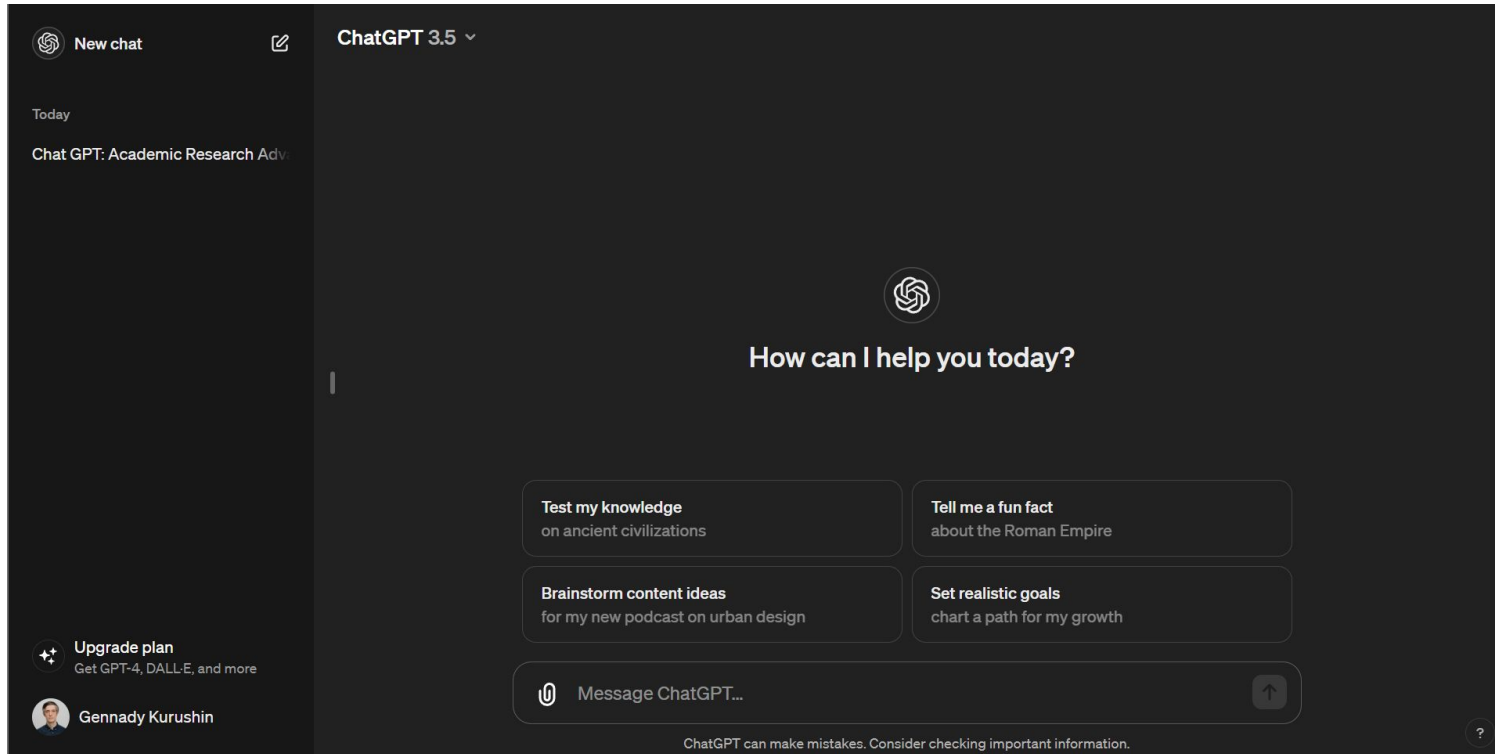 New chat
Today
Chat GPT: Academic Research Adv
Upgrade plan
Get GPT-4, DALL·E, and more
Gennady Kurushin
ChatGPT 3.5
How can I help you today?
Test my knowledge
on ancient civilizations
Tell me a fun fact
about the Roman Empire
Brainstorm content ideas
for my new podcast on urban design
Set realistic goals
chart a path for my growth
Message ChatGPT...
ChatGPT can make mistakes. Consider checking important information.
?